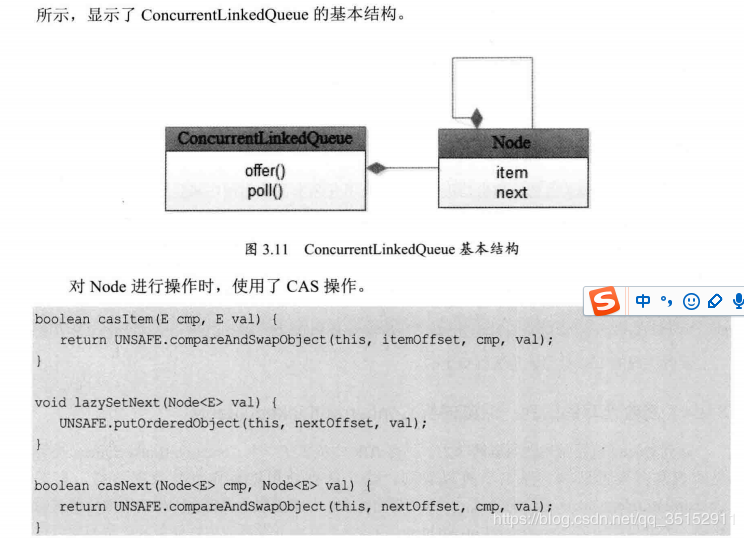 所示，显示了 ConcurrentLinkedQueue 的基本结构。
ConcurrentLinkedQueue
offer()
poll()
Node
item
next
图 3.11 ConcurrentLinkedQueue 基本结构
对 Node 进行操作时，使用了 CAS 操作。
S 中
boolean casItem(E cmp, E val) {
return UNSAFE.compareAndSwapObject(this, itemOffset, cmp, val);
}
void lazySetNext(Node<E> val) {
UNSAFE.putOrderedObject(this, nextOffset, val);
}
boolean casNext(Node<E> cmp, Node<E> val) {
return UNSAFE.compareAndSwapObject(this, nextOffset, cmp, val);
}
https://blog.csdn.net/qq_35152911